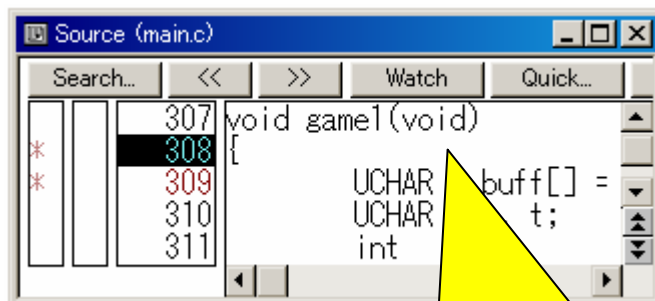 Source (main.c)
Search... << >> Watch Quick...
307 void game1(void)
* 308 {
* 309 UCHAR buff[] =
310 UCHAR t;
311 int